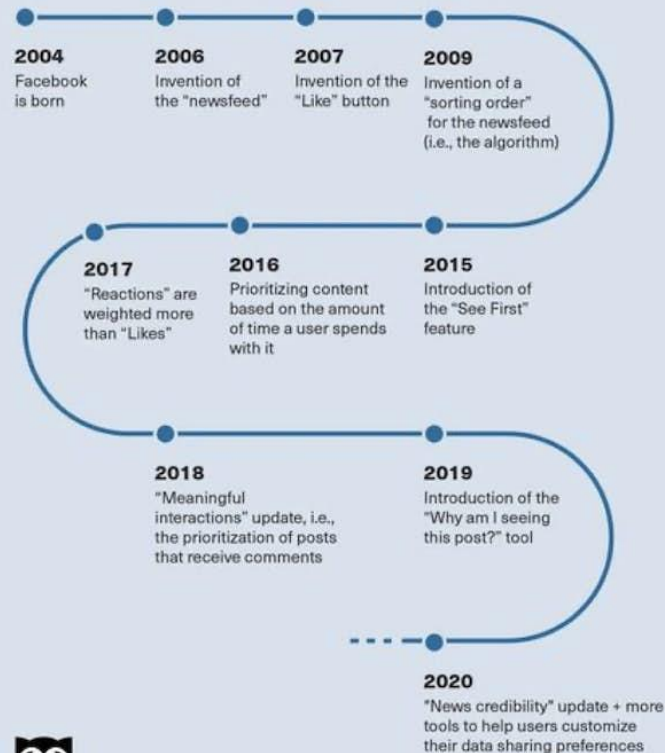 2004
Facebook
is born
2006
Invention of
the "newsfeed"
2007
Invention of the
"Like" button
2009
Invention of a
"sorting order"
for the newsfeed
(i.e., the algorithm)
2017
"Reactions" are
weighted more
than "Likes"
2016
Prioritizing content
based on the amount
of time a user spends
with it
2015
Introduction of
the "See First"
feature
2018
"Meaningful
interactions" update, i.e.,
the prioritization of posts
that receive comments
2019
Introduction of the
"Why am I seeing
this post?" tool
2020
"News credibility" update + more
tools to help users customize
their data sharing preferences